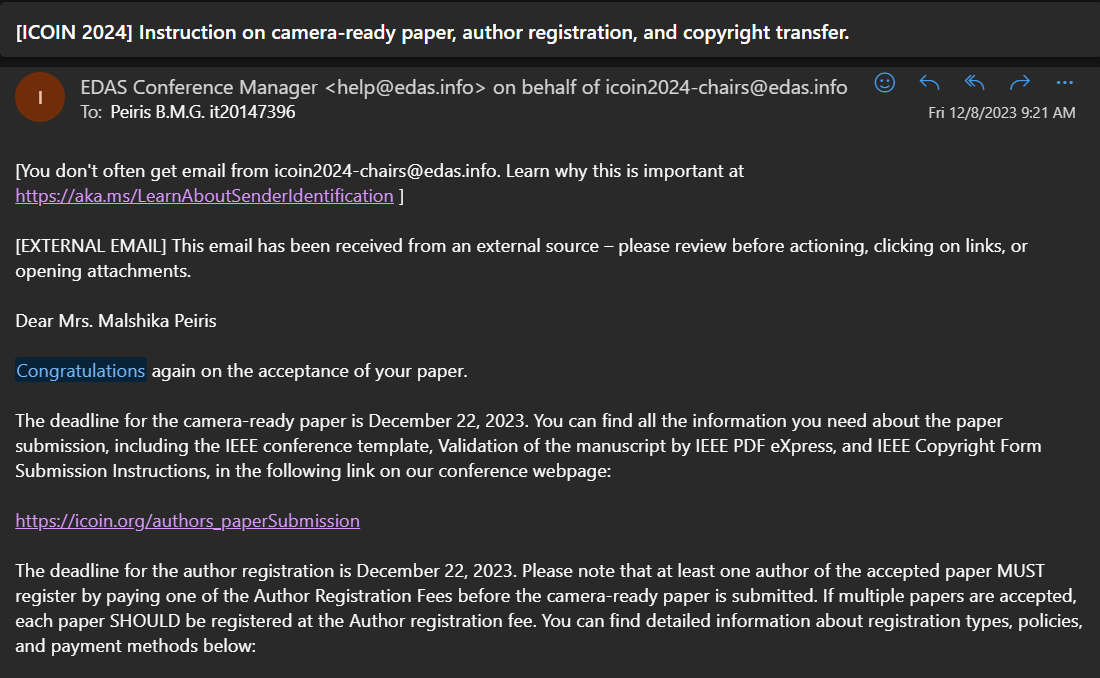 [ICOIN 2024] Instruction on camera-ready paper, author registration, and copyright transfer.
I
EDAS Conference Manager <help@edas.info> on behalf of icoin2024-chairs@edas.info
To: Peiris B.M.G. it20147396
Fri 12/8/2023 9:21 AM
[You don't often get email from icoin2024-chairs@edas.info. Learn why this is important at
https://aka.ms/LearnAboutSenderIdentification ]
[EXTERNAL EMAIL] This email has been received from an external source – please review before actioning, clicking on links, or
opening attachments.
Dear Mrs. Malshika Peiris
Congratulations again on the acceptance of your paper.
The deadline for the camera-ready paper is December 22, 2023. You can find all the information you need about the paper
submission, including the IEEE conference template, Validation of the manuscript by IEEE PDF eXpress, and IEEE Copyright Form
Submission Instructions, in the following link on our conference webpage:
https://icoin.org/authors_paperSubmission
The deadline for the author registration is December 22, 2023. Please note that at least one author of the accepted paper MUST
register by paying one of the Author Registration Fees before the camera-ready paper is submitted. If multiple papers are accepted,
each paper SHOULD be registered at the Author registration fee. You can find detailed information about registration types, policies,
and payment methods below: